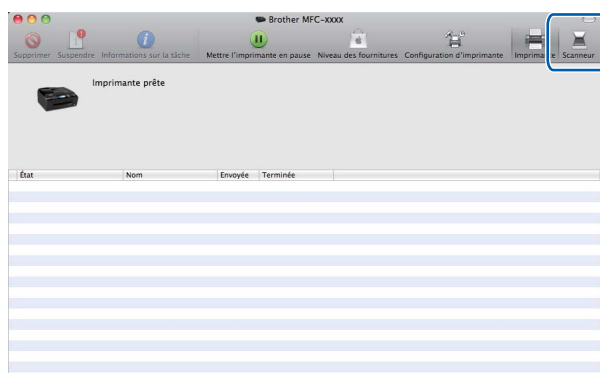 Brother MFC-XXXX
Supprimer Suspendre Informations sur la tâche Mettre l'imprimante en pause Niveau des fournitures Configuration d'imprimante Imprimante Scanneur
Imprimante prête
État Nom Envoyée Terminée